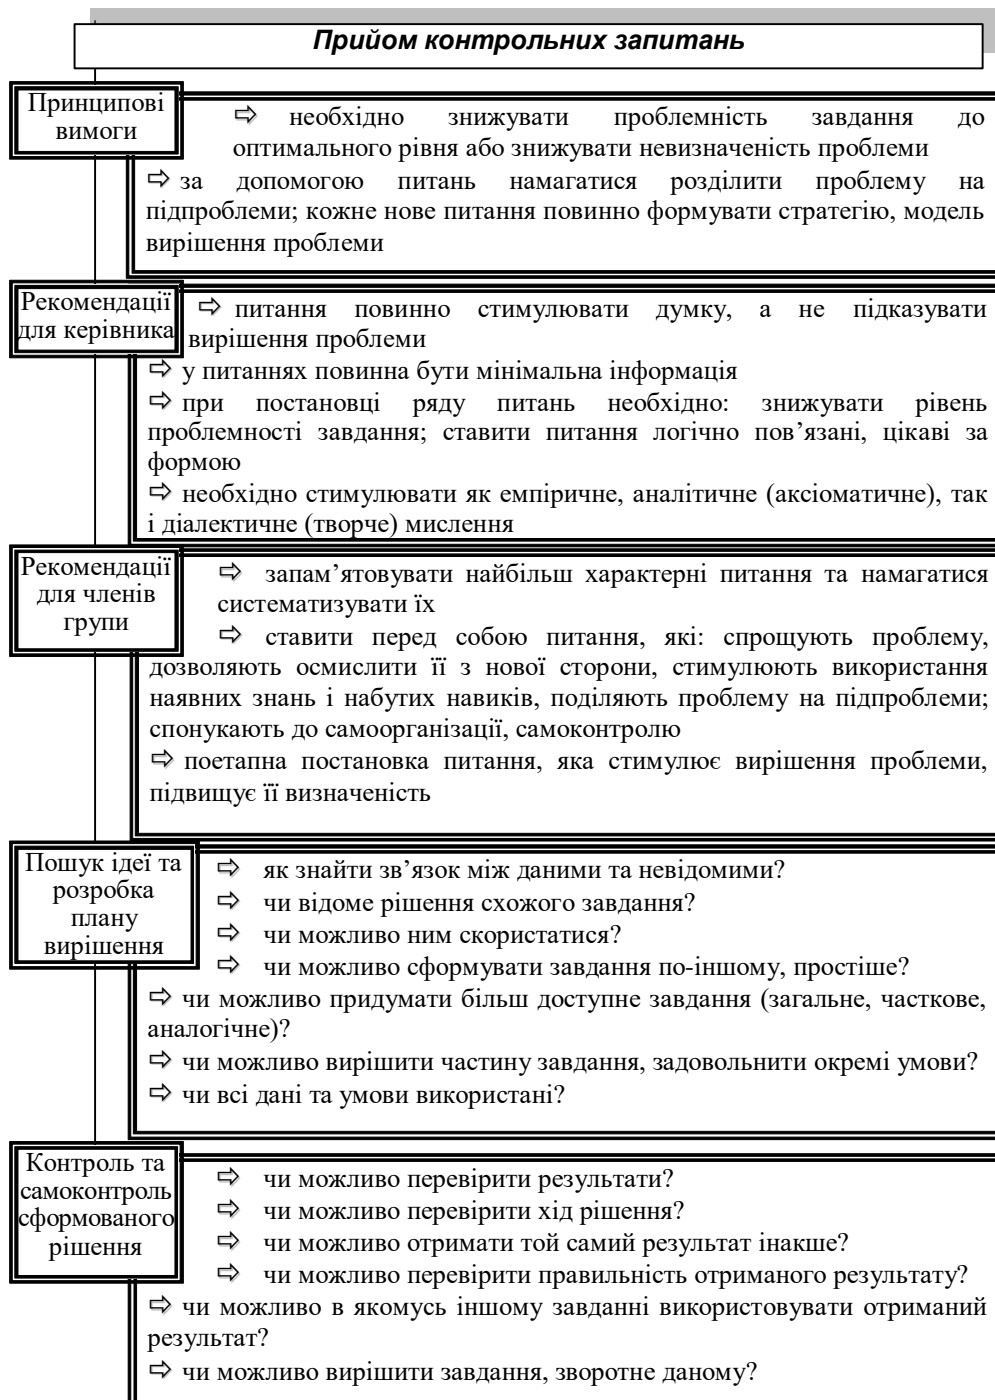 Прийом контрольних запитань
Принципові
вимоги
⇨ необхідно знижувати проблемність завдання до
оптимального рівня або знижувати невизначеність проблеми
⇨ за допомогою питань намагатися розділити проблему на
підпроблеми; кожне нове питання повинно формувати стратегію, модель
вирішення проблеми
Рекомендації
для керівника
⇨ питання повинно стимулювати думку, а не підказувати
вирішення проблеми
⇨ у питаннях повинна бути мінімальна інформація
⇨ при постановці ряду питань необхідно: знижувати рівень
проблемності завдання; ставити питання логічно пов’язані, цікаві за
формою
⇨ необхідно стимулювати як емпіричне, аналітичне (аксіоматичне), так
і діалектичне (творче) мислення
Рекомендації
для членів
групи
⇨ запам’ятовувати найбільш характерні питання та намагатися
систематизувати їх
⇨ ставити перед собою питання, які: спрощують проблему,
дозволяють осмислити її з нової сторони, стимулюють використання
наявних знань і набутих навиків, поділяють проблему на підпроблеми;
спонукають до самоорганізації, самоконтролю
⇨ поетапна постановка питання, яка стимулює вирішення проблеми,
підвищує її визначеність
Пошук ідеї та
розробка
плану
вирішення
⇨ як знайти зв’язок між даними та невідомими?
⇨ чи відоме рішення схожого завдання?
⇨ чи можливо ним скористатися?
⇨ чи можливо сформувати завдання по-іншому, простіше?
⇨ чи можливо придумати більш доступне завдання (загальне, часткове,
аналогічне)?
⇨ чи можливо вирішити частину завдання, задовольнити окремі умови?
⇨ чи всі дані та умови використані?
Контроль та
самоконтроль
сформованого
рішення
⇨ чи можливо перевірити результати?
⇨ чи можливо перевірити хід рішення?
⇨ чи можливо отримати той самий результат інакше?
⇨ чи можливо перевірити правильність отриманого результату?
⇨ чи можливо в якомусь іншому завданні використовувати отриманий
результат?
⇨ чи можливо вирішити завдання, зворотне даному?